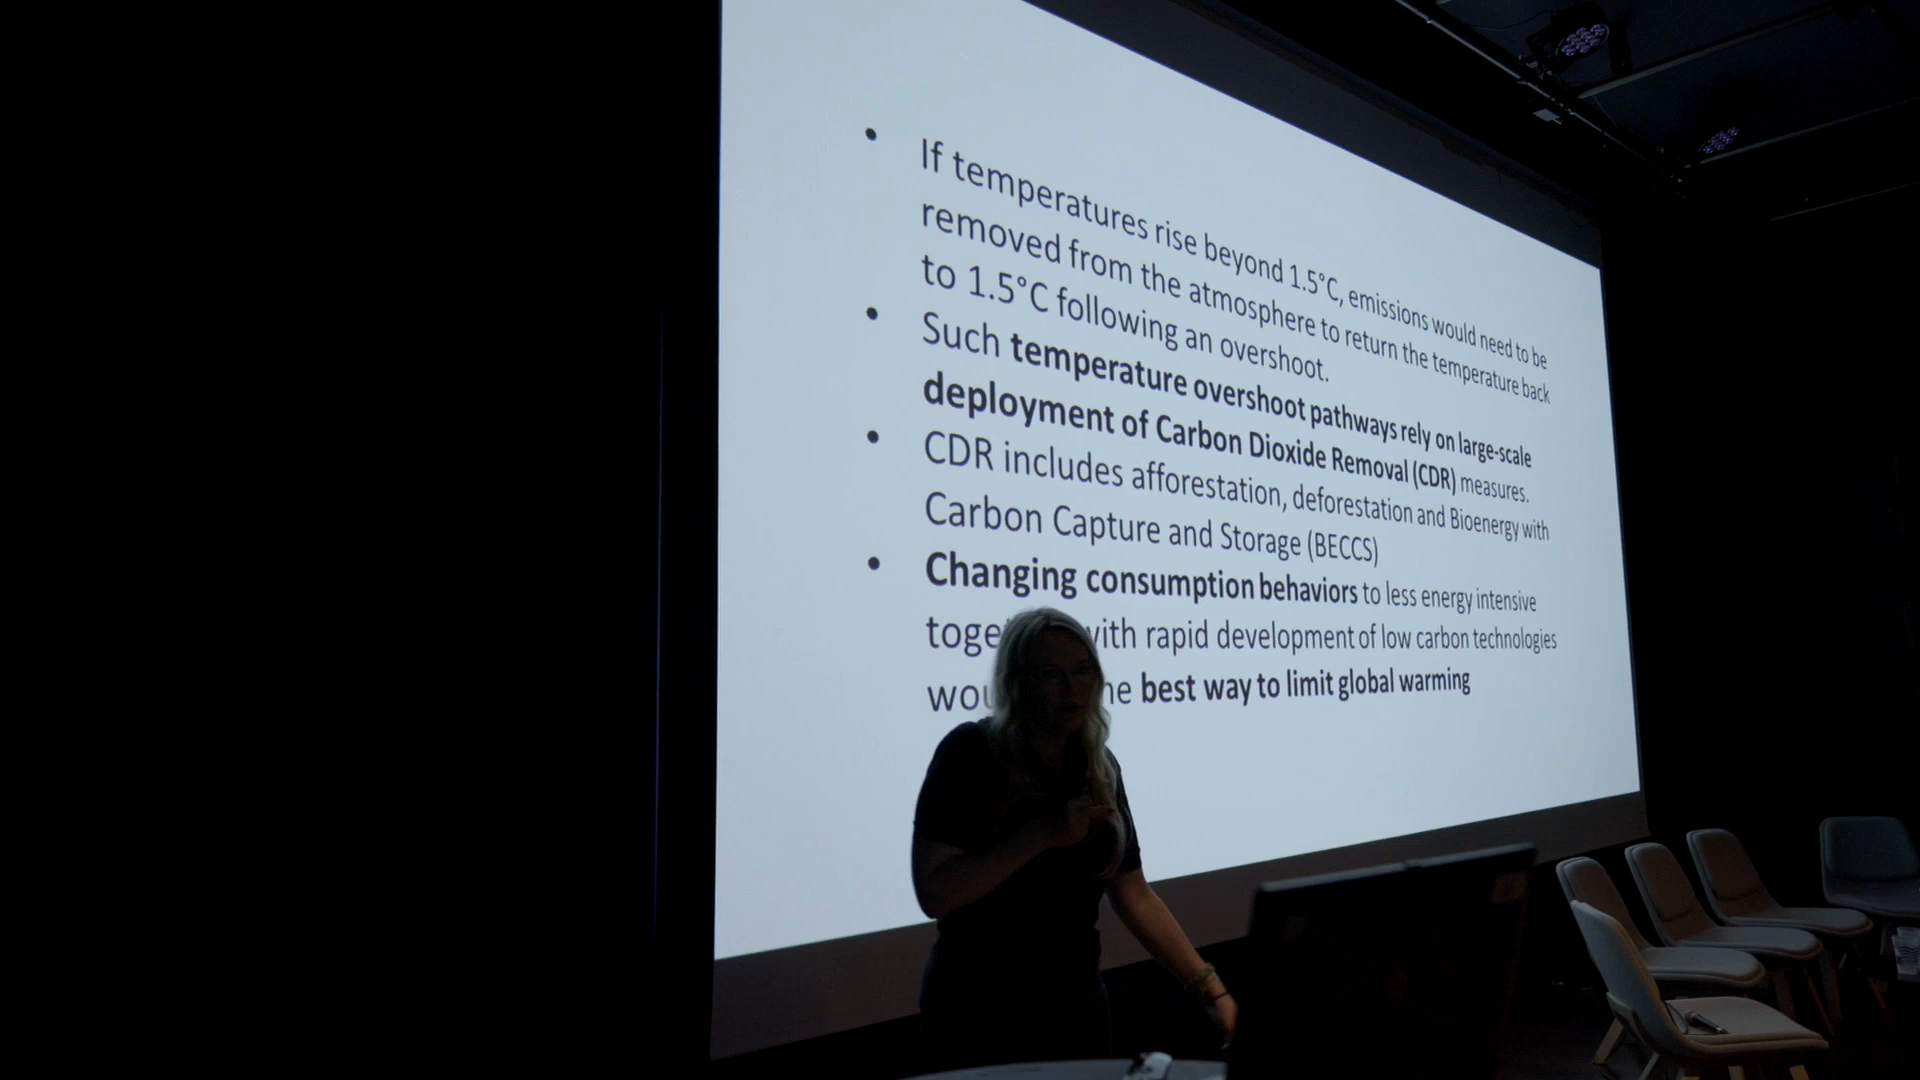 • If temperatures rise beyond 1.5°C, emissions would need to be
removed from the atmosphere to return the temperature back
to 1.5°C following an overshoot.
• Such temperature overshoot pathways rely on large-scale
deployment of Carbon Dioxide Removal (CDR) measures.
• CDR includes afforestation, deforestation and Bioenergy with
Carbon Capture and Storage (BECCS)
• Changing consumption behaviors to less energy intensive
with rapid development of low carbon technologies
best way to limit global warming